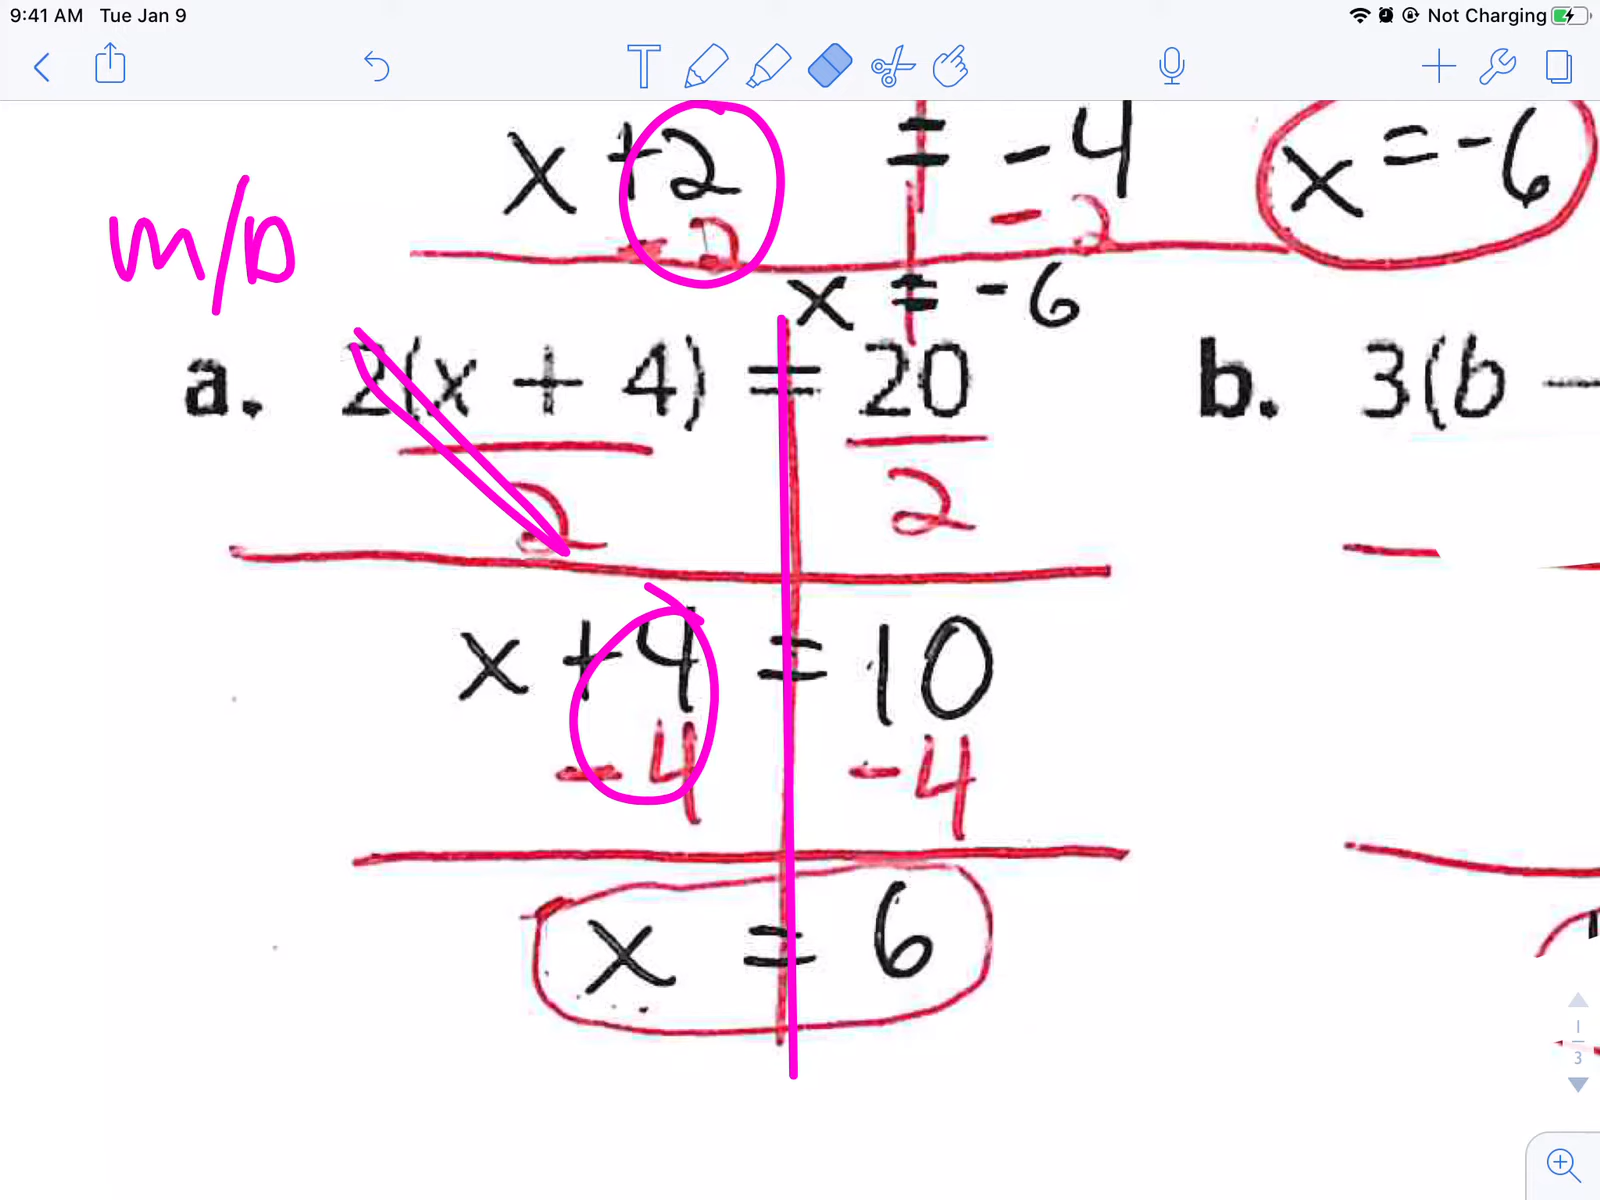 9:41 AM Tue Jan 9 Not Charging
T
x +2 = -4 x = -6
- 2 - 2
M/D
x = -6
a. 2(x + 4) = 20 b. 3(b –
2 2
x + 4 = 10
- 4 - 4
x = 6
1
3